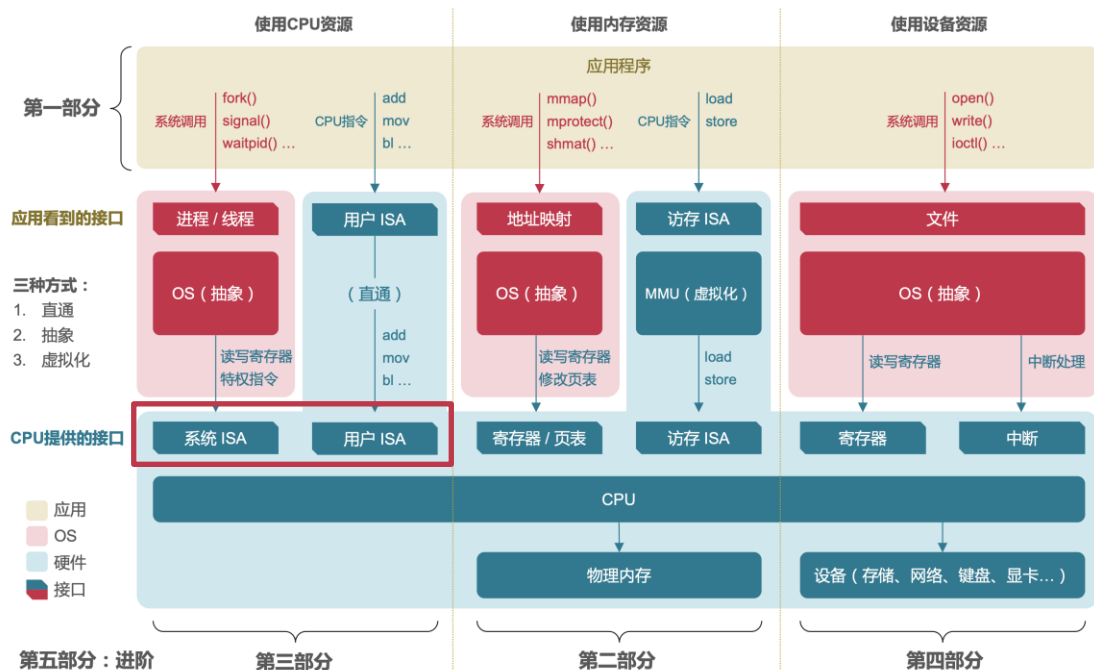 使用CPU资源
使用内存资源
使用设备资源
应用程序
第一部分
系统调用
fork()
signal()
waitpid() …
CPU指令
add
mov
bl …
系统调用
mmap()
mprotect()
shmat() …
CPU指令
load
store
系统调用
open()
write()
ioctl() …
应用看到的接口
进程 / 线程
用户 ISA
地址映射
访存 ISA
文件
三种方式：
1. 直通
2. 抽象
3. 虚拟化
OS（抽象）
（直通）
OS（抽象）
MMU（虚拟化）
OS（抽象）
读写寄存器
特权指令
add
mov
bl …
读写寄存器
修改页表
load
store
读写寄存器
中断处理
CPU提供的接口
系统 ISA
用户 ISA
寄存器 / 页表
访存 ISA
寄存器
中断
CPU
物理内存
设备（存储、网络、键盘、显卡…）
应用
OS
硬件
接口
第五部分：进阶
第三部分
第二部分
第四部分